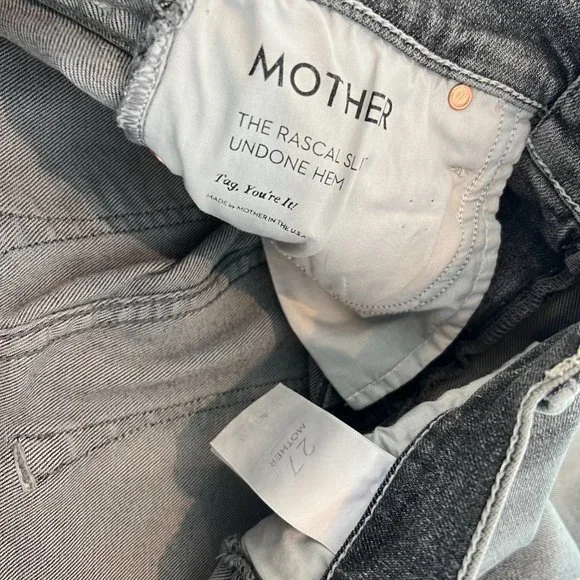 MOTHER
THE RASCAL SLIT
UNDONE HEM
Tag, You're It!
MADE BY MOTHER IN THE U.S.A
27
MOTHER